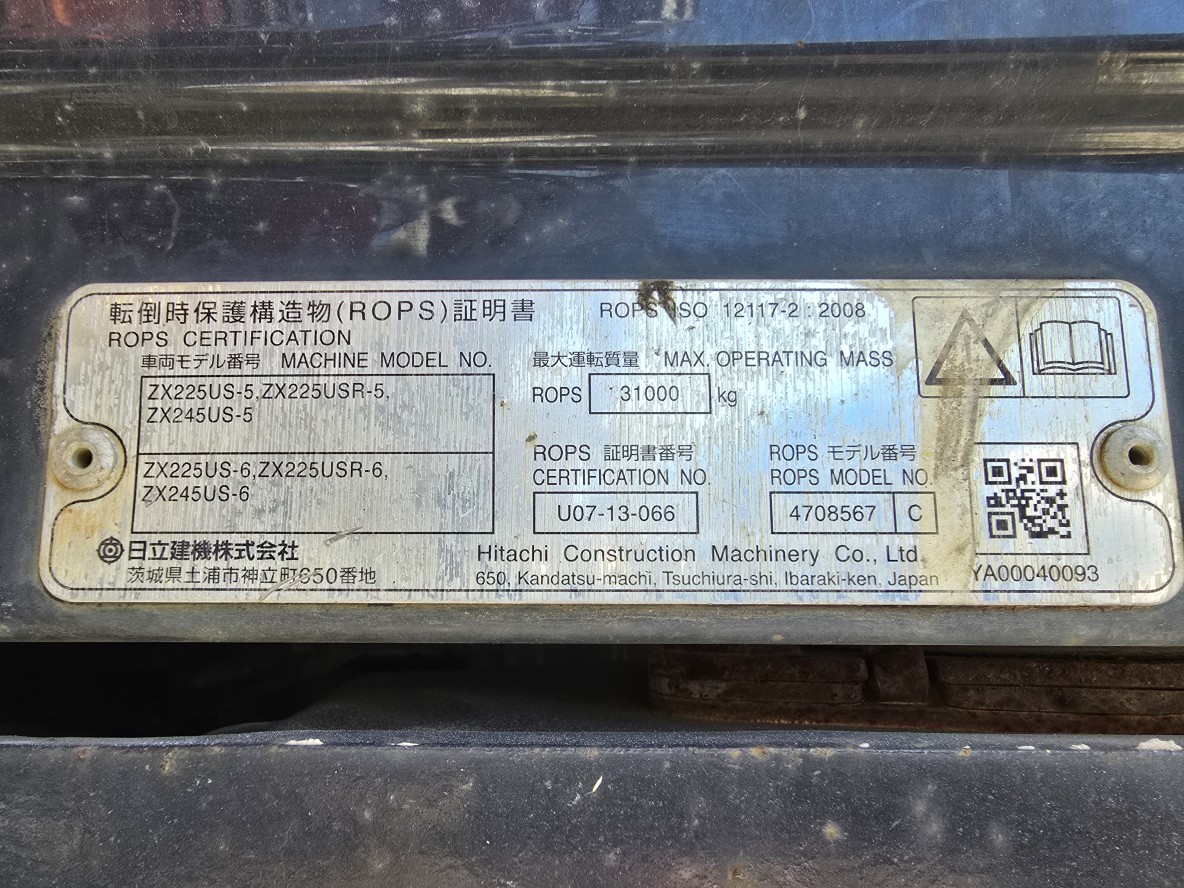 転倒時保護構造物(ROPS)証明書
ROPS CERTIFICATION
ROPS ISO 12117-2 : 2008
車両モデル番号 MACHINE MODEL NO.
ZX225US-5,ZX225USR-5,
ZX245US-5
ZX225US-6,ZX225USR-6,
ZX245US-6
最大運転質量 MAX. OPERATING MASS
ROPS 31000 kg
ROPS 証明書番号
CERTIFICATION NO.
U07-13-066
ROPS モデル番号
ROPS MODEL NO.
4708567 C
日立建機株式会社
茨城県土浦市神立町650番地
Hitachi Construction Machinery Co., Ltd.
650, Kandatsu-machi, Tsuchiura-shi, Ibaraki-ken, Japan
YA00040093